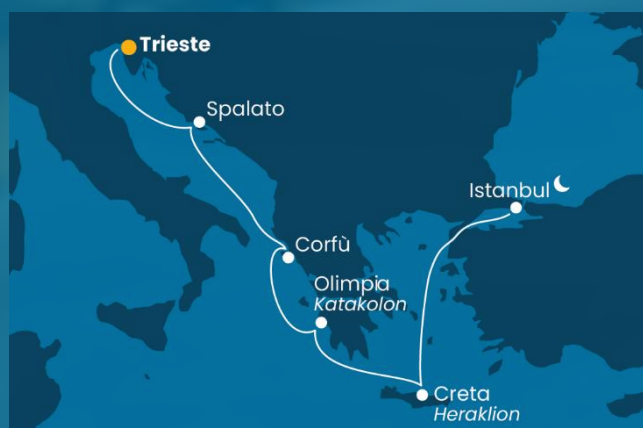 Trieste
Spalato
Istanbul
Corfù
Olimpia
Katakolon
Creta
Heraklion